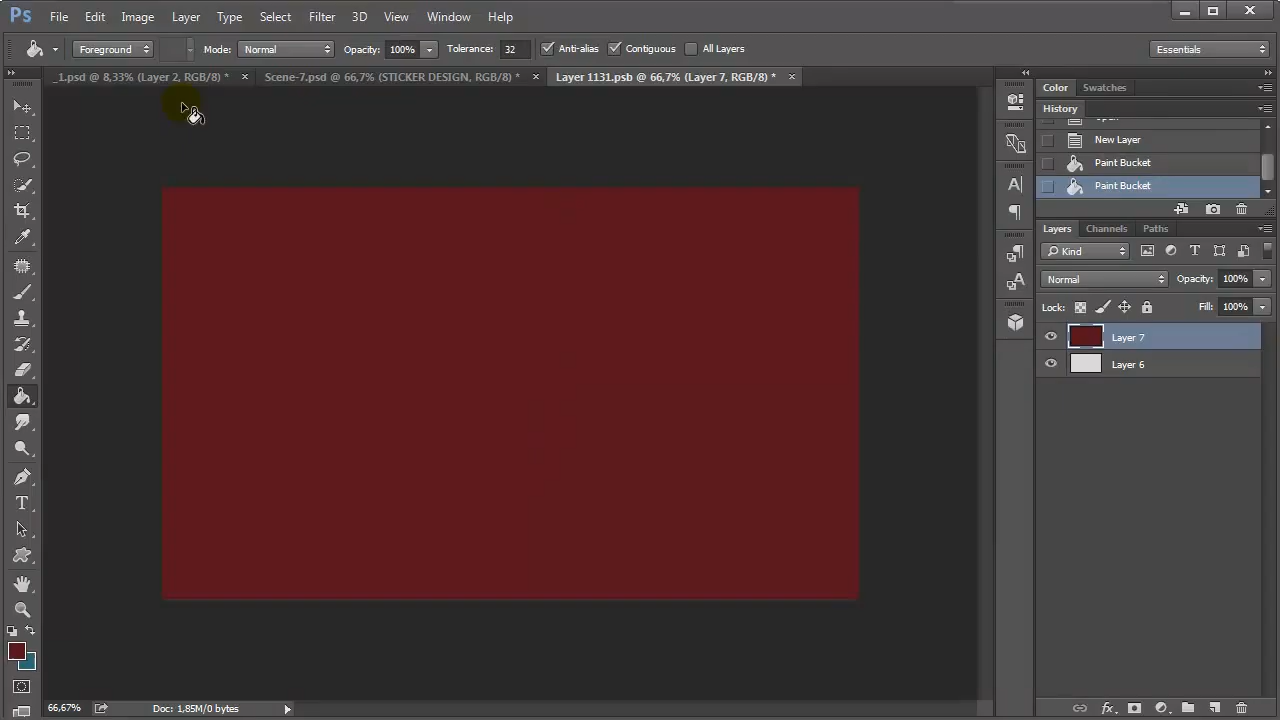 Ps File Edit Image Layer Type Select Filter 3D View Window Help
Foreground Mode: Normal Opacity: 100% Tolerance: 32 Anti-alias Contiguous All Layers Essentials
_1.psd @ 8,33% (Layer 2, RGB/8) * Scene-7.psd @ 66,7% (STICKER DESIGN, RGB/8) * Layer 1131.psb @ 66,7% (Layer 7, RGB/8) *
Color Swatches
History
Open
New Layer
Paint Bucket
Paint Bucket
Layers Channels Paths
Kind
Normal Opacity: 100%
Lock: Fill: 100%
Layer 7
Layer 6
66,67% Doc: 1,85M/0 bytes